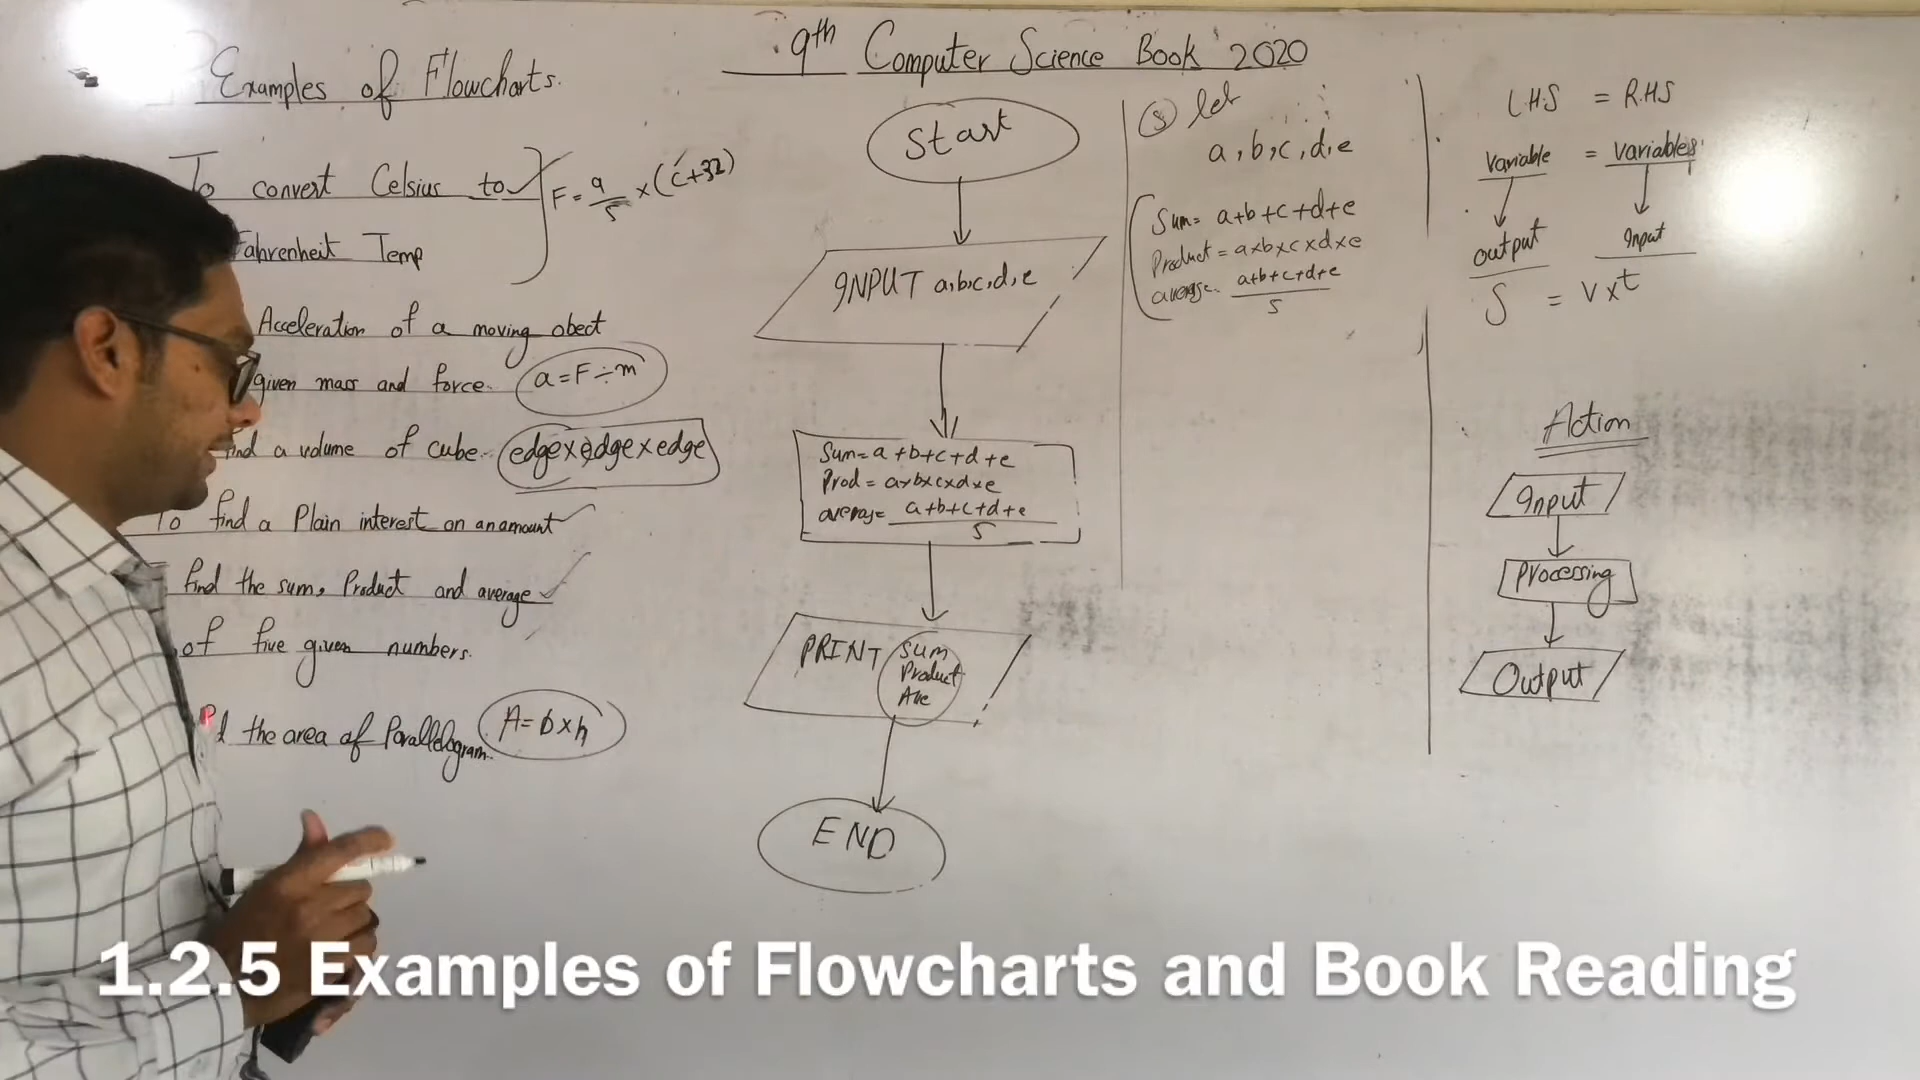 Examples of Flowcharts.
To convert Celsius to
Fahrenheit Temp
F = 9/5 × (C+32)
Acceleration of a moving obect
given mass and force.
a = F ÷ m
find a volume of cube.
edge×edge×edge
To find a Plain interest on an amount
find the sum, Product and average
of five given numbers.
the area of Parallelogram.
A = b×h
9th Computer Science Book 2020
Start
INPUT a,b,c,d,e
Sum = a+b+c+d+e
Prod = a×b×c×d×e
average = a+b+c+d+e
5
PRINT Sum
Product
Ave
END
let
a, b, c, d, e
Sum = a+b+c+d+e
Product = a×b×c×d×e
average = a+b+c+d+e
5
L.H.S = R.H.S
Variable = Variables
output Input
S = v×t
Action
Input
Processing
Output
1.2.5 Examples of Flowcharts and Book Reading